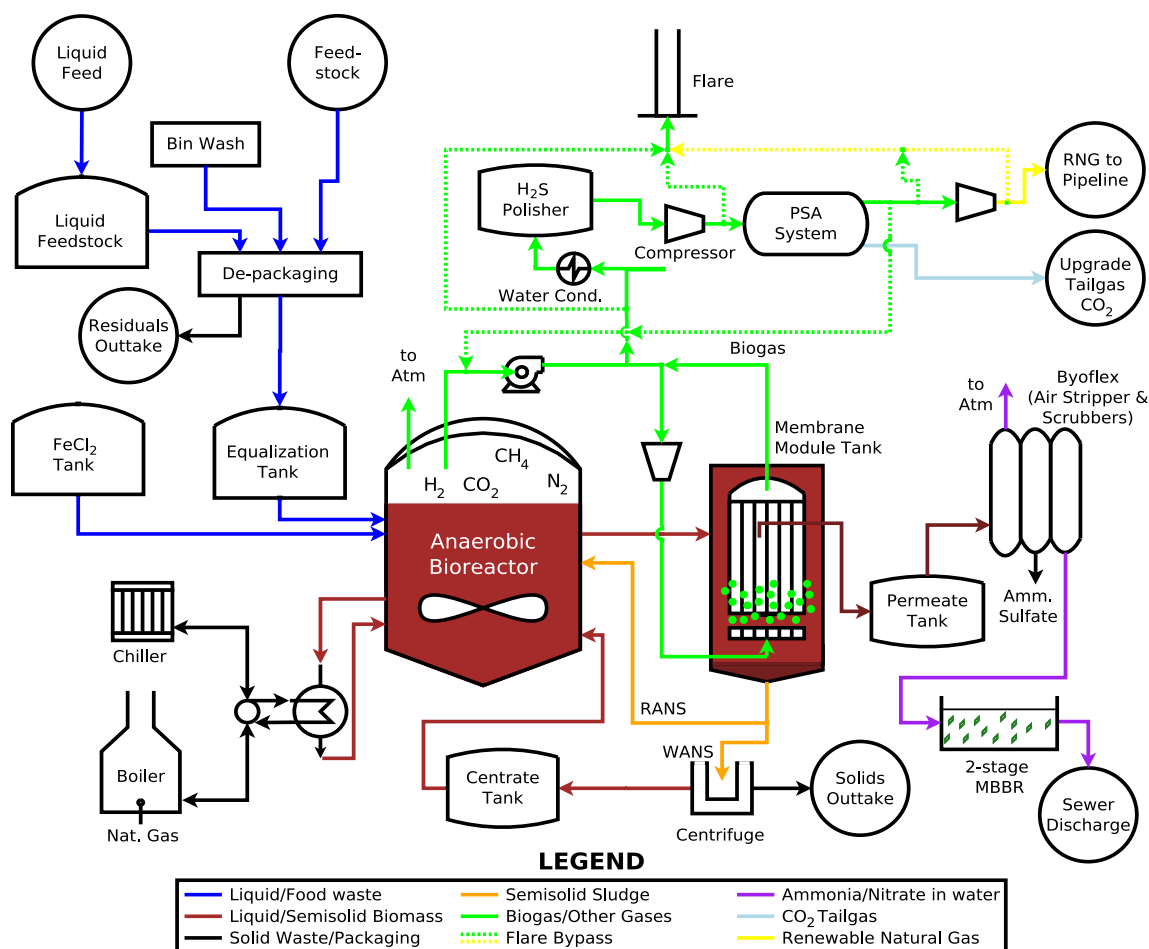 Liquid
Feed
Feed-
stock
Flare
Bin Wash
H2S
Polisher
RNG to
Pipeline
Liquid
Feedstock
PSA
System
Compressor
De-packaging
Upgrade
Tailgas
CO2
Water Cond.
Residuals
Outtake
to
Atm
Biogas
to
Atm
Byoflex
(Air Stripper &
Scrubbers)
FeCl2
Tank
Equalization
Tank
Membrane
Module Tank
CH4
H2
CO2
N2
Anaerobic
Bioreactor
Permeate
Tank
Amm.
Sulfate
Chiller
RANS
WANS
Boiler
Nat. Gas
Centrate
Tank
Centrifuge
Solids
Outtake
2-stage
MBBR
Sewer
Discharge
LEGEND
Liquid/Food waste
Semisolid Sludge
Ammonia/Nitrate in water
Liquid/Semisolid Biomass
Biogas/Other Gases
CO2 Tailgas
Solid Waste/Packaging
Flare Bypass
Renewable Natural Gas